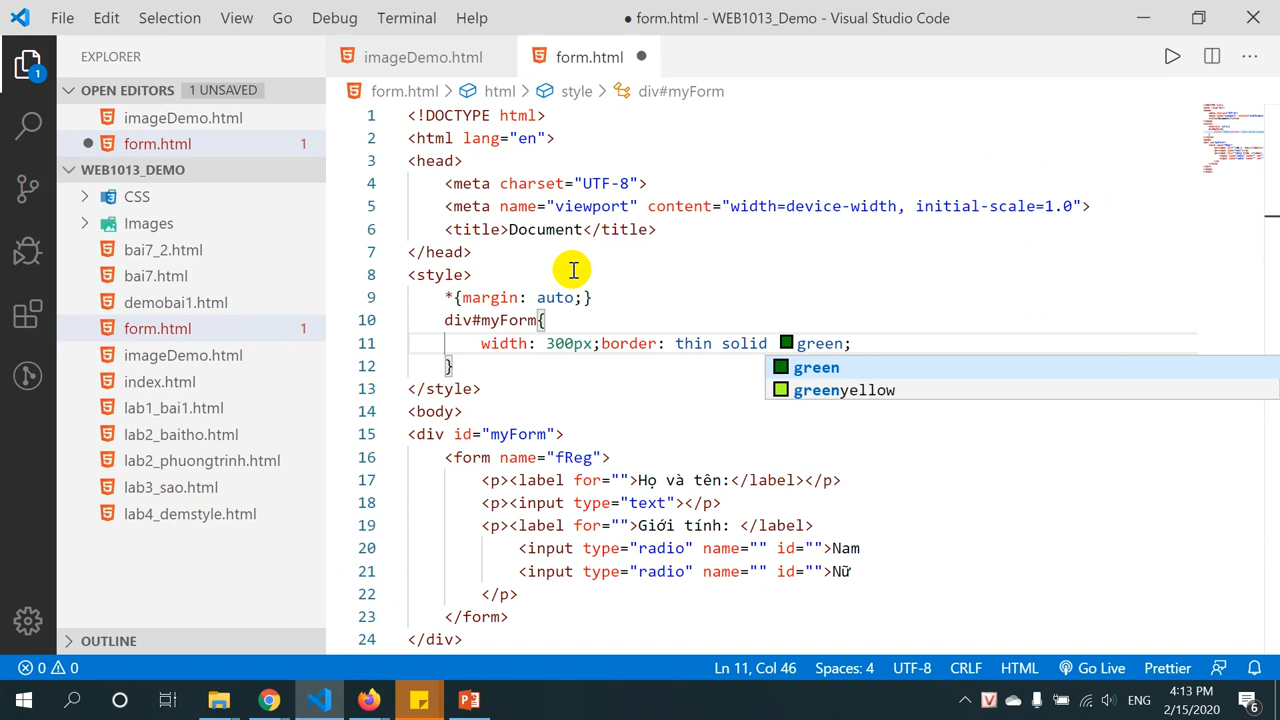 File Edit Selection View Go Debug Terminal Help
● form.html - WEB1013_Demo - Visual Studio Code
EXPLORER
OPEN EDITORS 1 UNSAVED
imageDemo.html
form.html 1
WEB1013_DEMO
CSS
Images
bai7_2.html
bai7.html
demobai1.html
form.html 1
imageDemo.html
index.html
lab1_bai1.html
lab2_baitho.html
lab2_phuongtrinh.html
lab3_sao.html
lab4_demstyle.html
OUTLINE
1
imageDemo.html form.html
form.html > html > style > div#myForm
1 <!DOCTYPE html>
2 <html lang="en">
3 <head>
4 <meta charset="UTF-8">
5 <meta name="viewport" content="width=device-width, initial-scale=1.0">
6 <title>Document</title>
7 </head>
8 <style>
9 *{margin: auto;}
10 div#myForm{
11 width: 300px;border: thin solid green;
green
greenyellow
12 }
13 </style>
14 <body>
15 <div id="myForm">
16 <form name="fReg">
17 <p><label for="">Họ và tên:</label></p>
18 <p><input type="text"></p>
19 <p><label for="">Giới tính: </label>
20 <input type="radio" name="" id="">Nam
21 <input type="radio" name="" id="">Nữ
22 </p>
23 </form>
24 </div>
0 0 Ln 11, Col 46 Spaces: 4 UTF-8 CRLF HTML Go Live Prettier
ENG
4:13 PM
2/15/2020
6